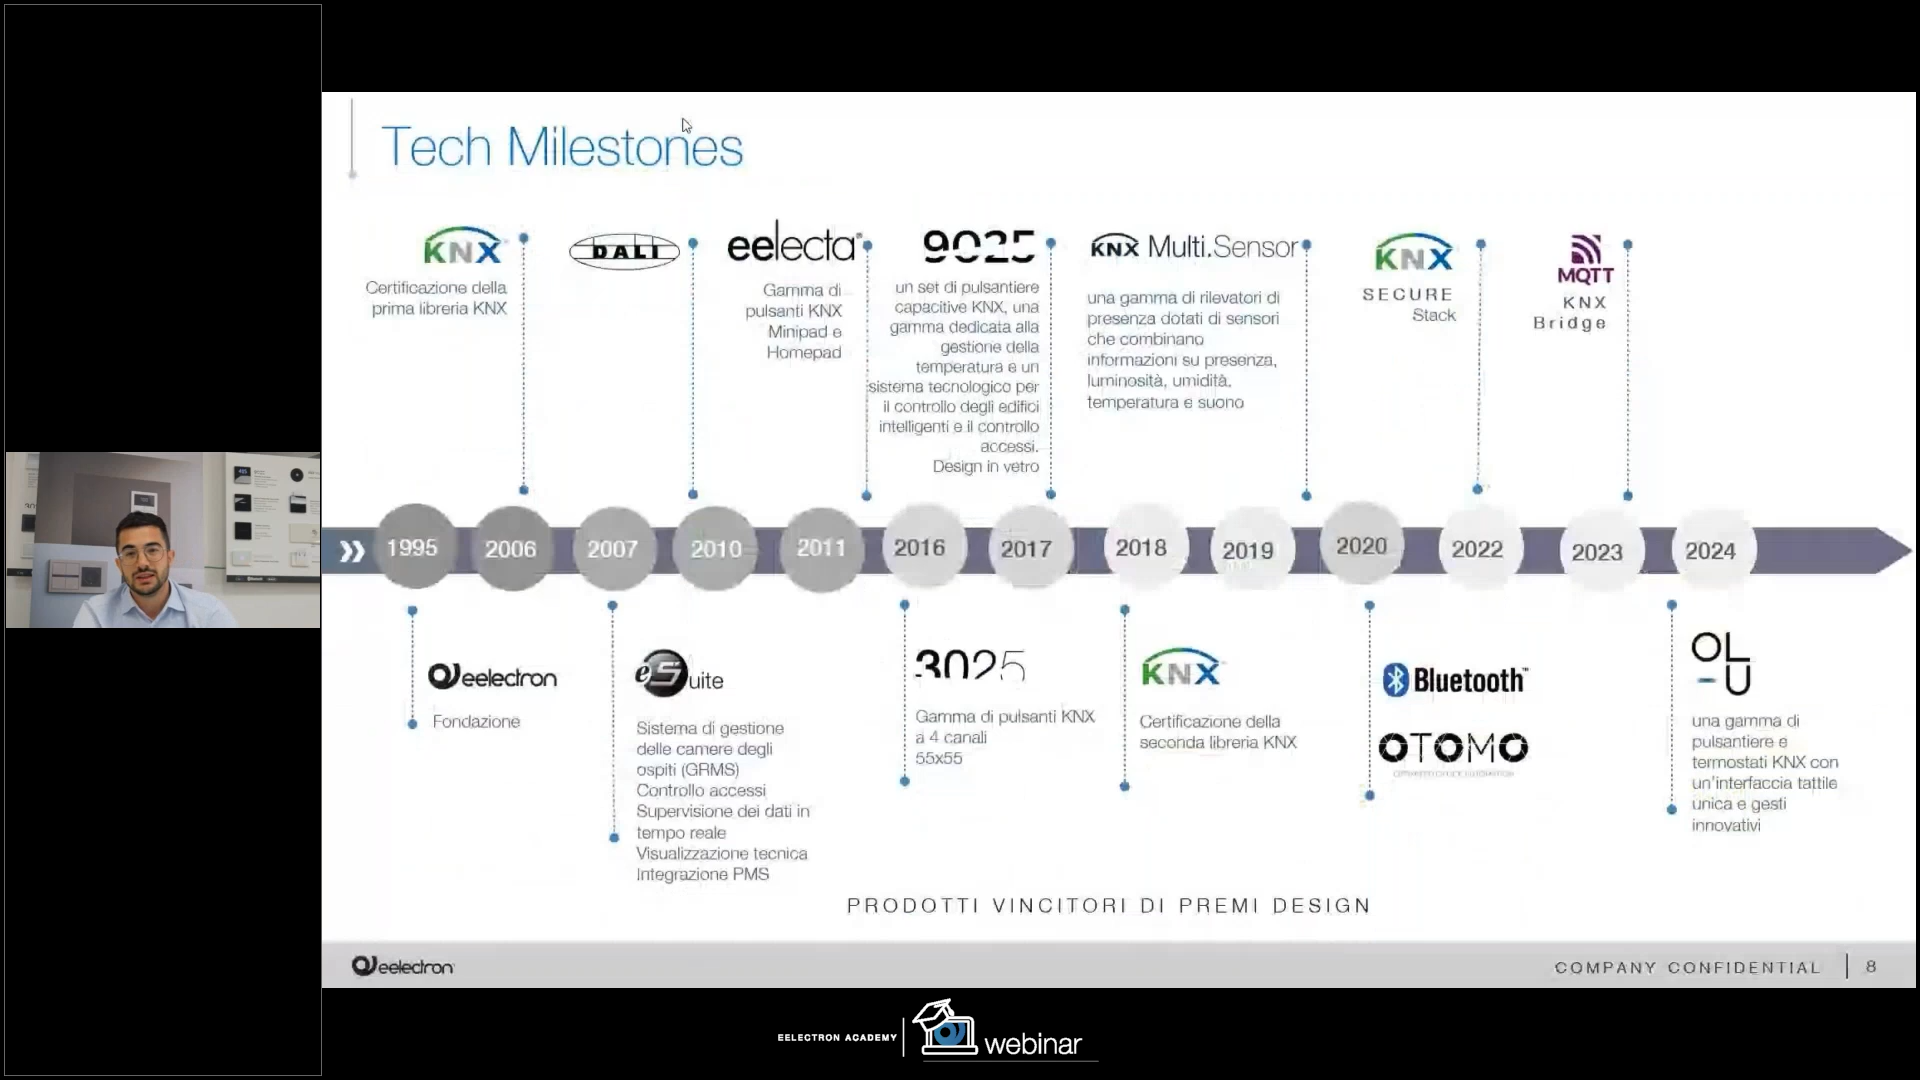 Tech Milestones
KNX
Certificazione della
prima libreria KNX
DALI
eelecta
Gamma di
pulsanti KNX
Minipad e
Homepad
9025
un set di pulsantiere
capacitive KNX, una
gamma dedicata alla
gestione della
temperatura e un
sistema tecnologico per
il controllo degli edifici
intelligenti e il controllo
accessi.
Design in vetro
KNX Multi.Sensor
una gamma di rilevatori di
presenza dotati di sensori
che combinano
informazioni su presenza,
luminosità, umidità,
temperatura e suono
KNX
SECURE
Stack
MQTT
KNX
Bridge
1995 2006 2007 2010 2011 2016 2017 2018 2019 2020 2022 2023 2024
eelectron
Fondazione
eSuite
Sistema di gestione
delle camere degli
ospiti (GRMS)
Controllo accessi
Supervisione dei dati in
tempo reale
Visualizzazione tecnica
Integrazione PMS
3025
Gamma di pulsanti KNX
a 4 canali
55x55
KNX
Certificazione della
seconda libreria KNX
Bluetooth™
OTOMO
OL
-U
una gamma di
pulsantiere e
termostati KNX con
un'interfaccia tattile
unica e gesti
innovativi
PRODOTTI VINCITORI DI PREMI DESIGN
eelectron
COMPANY CONFIDENTIAL | 8
EELECTRON ACADEMY | webinar